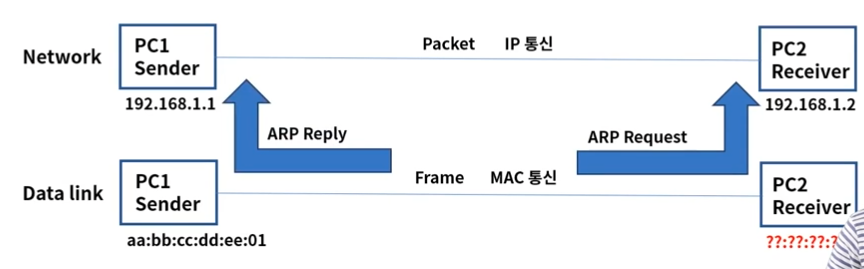 Network
PC1
Sender
192.168.1.1
Packet IP 통신
PC2
Receiver
192.168.1.2
ARP Reply
ARP Request
Data link
PC1
Sender
aa:bb:cc:dd:ee:01
Frame MAC 통신
PC2
Receiver
??:??:??:?